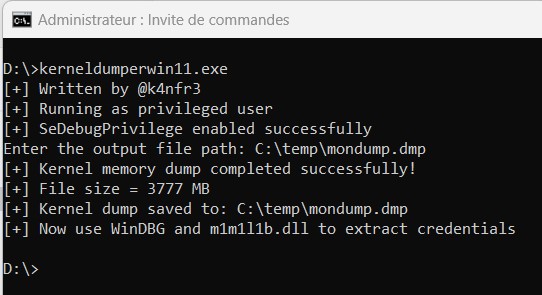 Administrateur : Invite de commandes
D:\>kerneldumperwin11.exe
[+] Written by @k4nfr3
[+] Running as privileged user
[+] SeDebugPrivilege enabled successfully
Enter the output file path: C:\temp\mondump.dmp
[+] Kernel memory dump completed successfully!
[+] File size = 3777 MB
[+] Kernel dump saved to: C:\temp\mondump.dmp
[+] Now use WinDBG and m1m1l1b.dll to extract credentials
D:\>